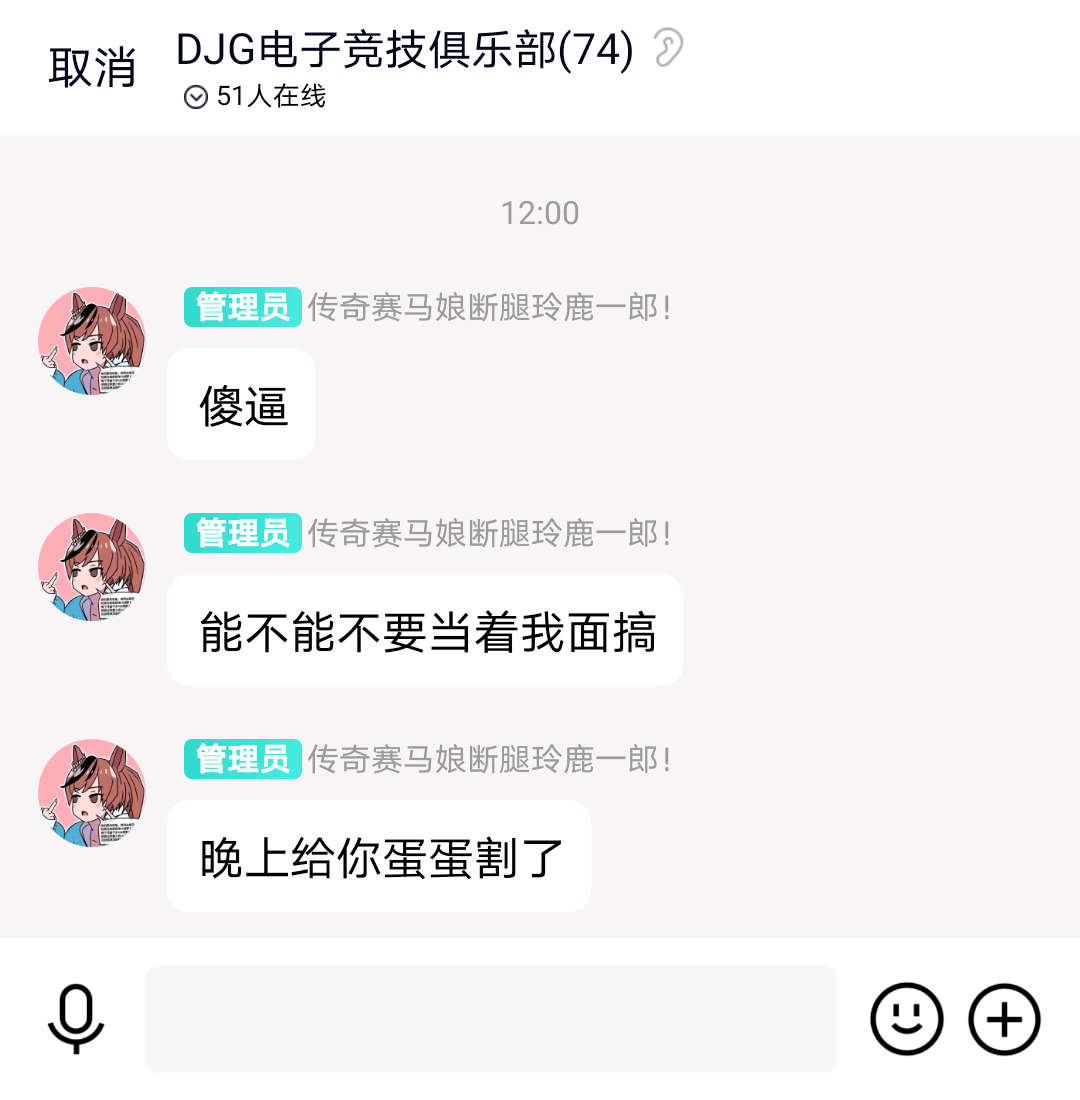 取消
DJG电子竞技俱乐部(74)
51人在线
12:00
管理员 传奇赛马娘断腿玲鹿一郎！
傻逼
管理员 传奇赛马娘断腿玲鹿一郎！
能不能不要当着我面搞
管理员 传奇赛马娘断腿玲鹿一郎！
晚上给你蛋蛋割了